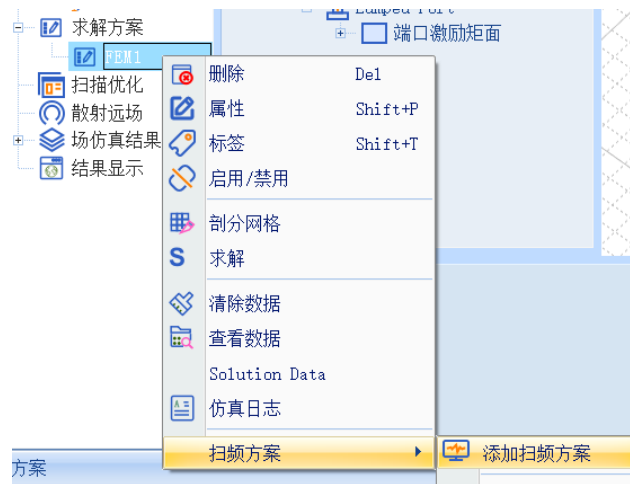 Lumped Port
求解方案
端口激励矩面
FEM1
扫描优化
散射远场
场仿真结果
结果显示
删除 Del
属性 Shift+P
标签 Shift+T
启用/禁用
剖分网格
S 求解
清除数据
查看数据
Solution Data
仿真日志
扫频方案
添加扫频方案
方案